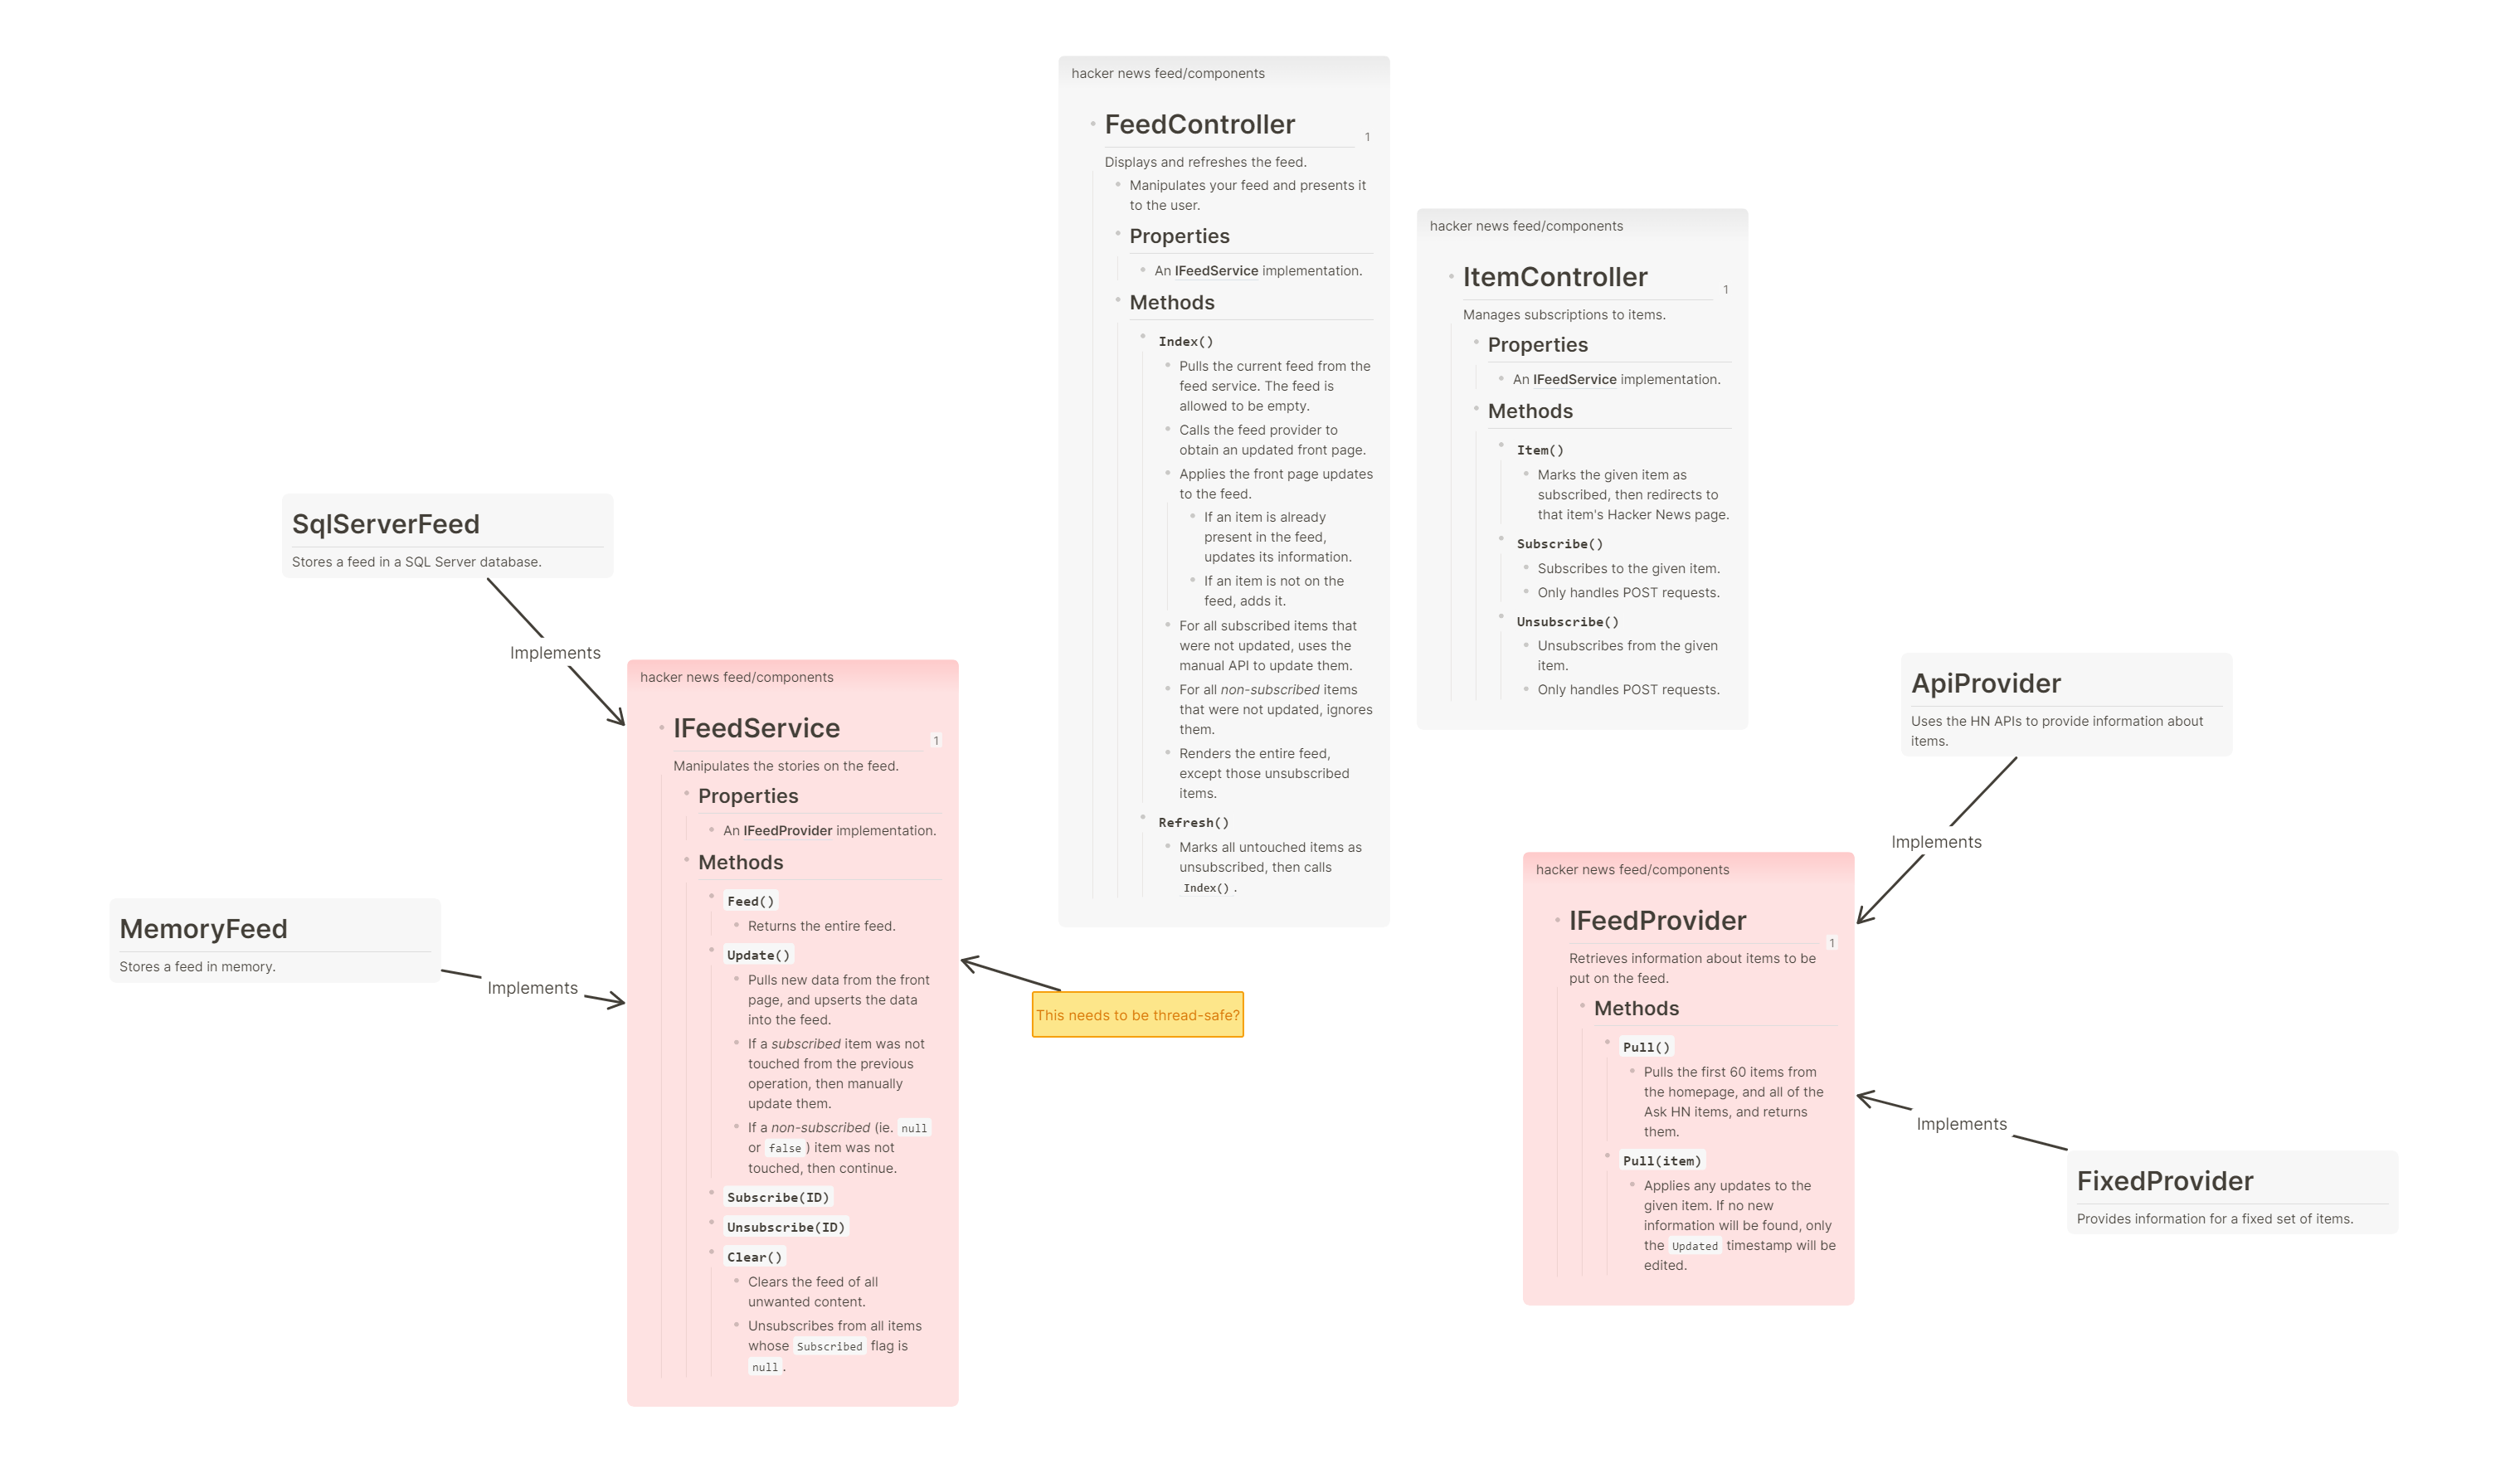 hacker news feed/components
FeedController
1
Displays and refreshes the feed.
Manipulates your feed and presents it
to the user.
Properties
An IFeedService implementation.
Methods
Index()
Pulls the current feed from the
feed service. The feed is
allowed to be empty.
Calls the feed provider to
obtain an updated front page.
Applies the front page updates
to the feed.
If an item is already
present in the feed,
updates its information.
If an item is not on the
feed, adds it.
For all subscribed items that
were not updated, uses the
manual API to update them.
For all non-subscribed items
that were not updated, ignores
them.
Renders the entire feed,
except those unsubscribed
items.
Refresh()
Marks all untouched items as
unsubscribed, then calls
Index() .
hacker news feed/components
ItemController
1
Manages subscriptions to items.
Properties
An IFeedService implementation.
Methods
Item()
Marks the given item as
subscribed, then redirects to
that item's Hacker News page.
Subscribe()
Subscribes to the given item.
Only handles POST requests.
Unsubscribe()
Unsubscribes from the given
item.
Only handles POST requests.
SqlServerFeed
Stores a feed in a SQL Server database.
Implements
hacker news feed/components
IFeedService
1
Manipulates the stories on the feed.
Properties
An IFeedProvider implementation.
Methods
Feed()
Returns the entire feed.
Update()
Pulls new data from the front
page, and upserts the data
into the feed.
If a subscribed item was not
touched from the previous
operation, then manually
update them.
If a non-subscribed (ie. null
or false ) item was not
touched, then continue.
Subscribe(ID)
Unsubscribe(ID)
Clear()
Clears the feed of all
unwanted content.
Unsubscribes from all items
whose Subscribed flag is
null .
MemoryFeed
Stores a feed in memory.
Implements
This needs to be thread-safe?
ApiProvider
Uses the HN APIs to provide information about
items.
Implements
hacker news feed/components
IFeedProvider
1
Retrieves information about items to be
put on the feed.
Methods
Pull()
Pulls the first 60 items from
the homepage, and all of the
Ask HN items, and returns
them.
Pull(item)
Applies any updates to the
given item. If no new
information will be found, only
the Updated timestamp will be
edited.
Implements
FixedProvider
Provides information for a fixed set of items.